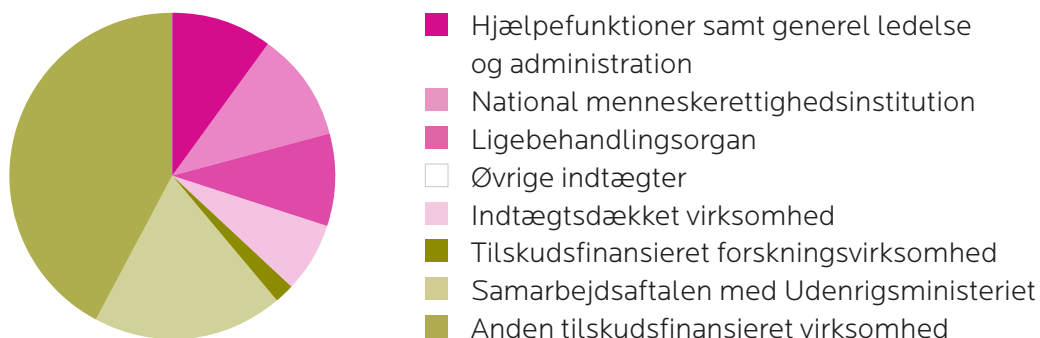 Hjælpefunktioner samt generel ledelse
og administration
National menneskerettighedsinstitution
Ligebehandlingsorgan
Øvrige indtægter
Indtægtsdækket virksomhed
Tilskudsfinansieret forskningsvirksomhed
Samarbejdsaftalen med Udenrigsministeriet
Anden tilskudsfinansieret virksomhed